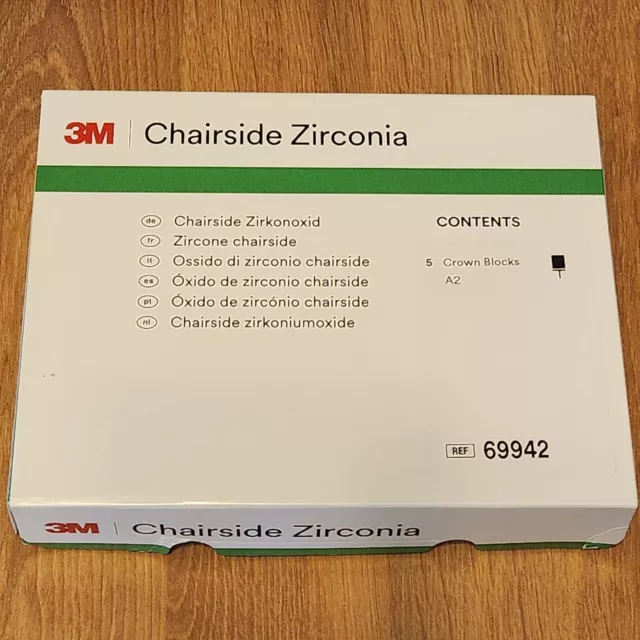 3M Chairside Zirconia
de Chairside Zirkonoxid
fr Zircone chairside
it Ossido di zirconio chairside
es Óxido de zirconio chairside
pl Óxido de zircónio chairside
nl Chairside zirkoniumoxide
CONTENTS
5 Crown Blocks
A2
REF 69942
3M Chairside Zirconia